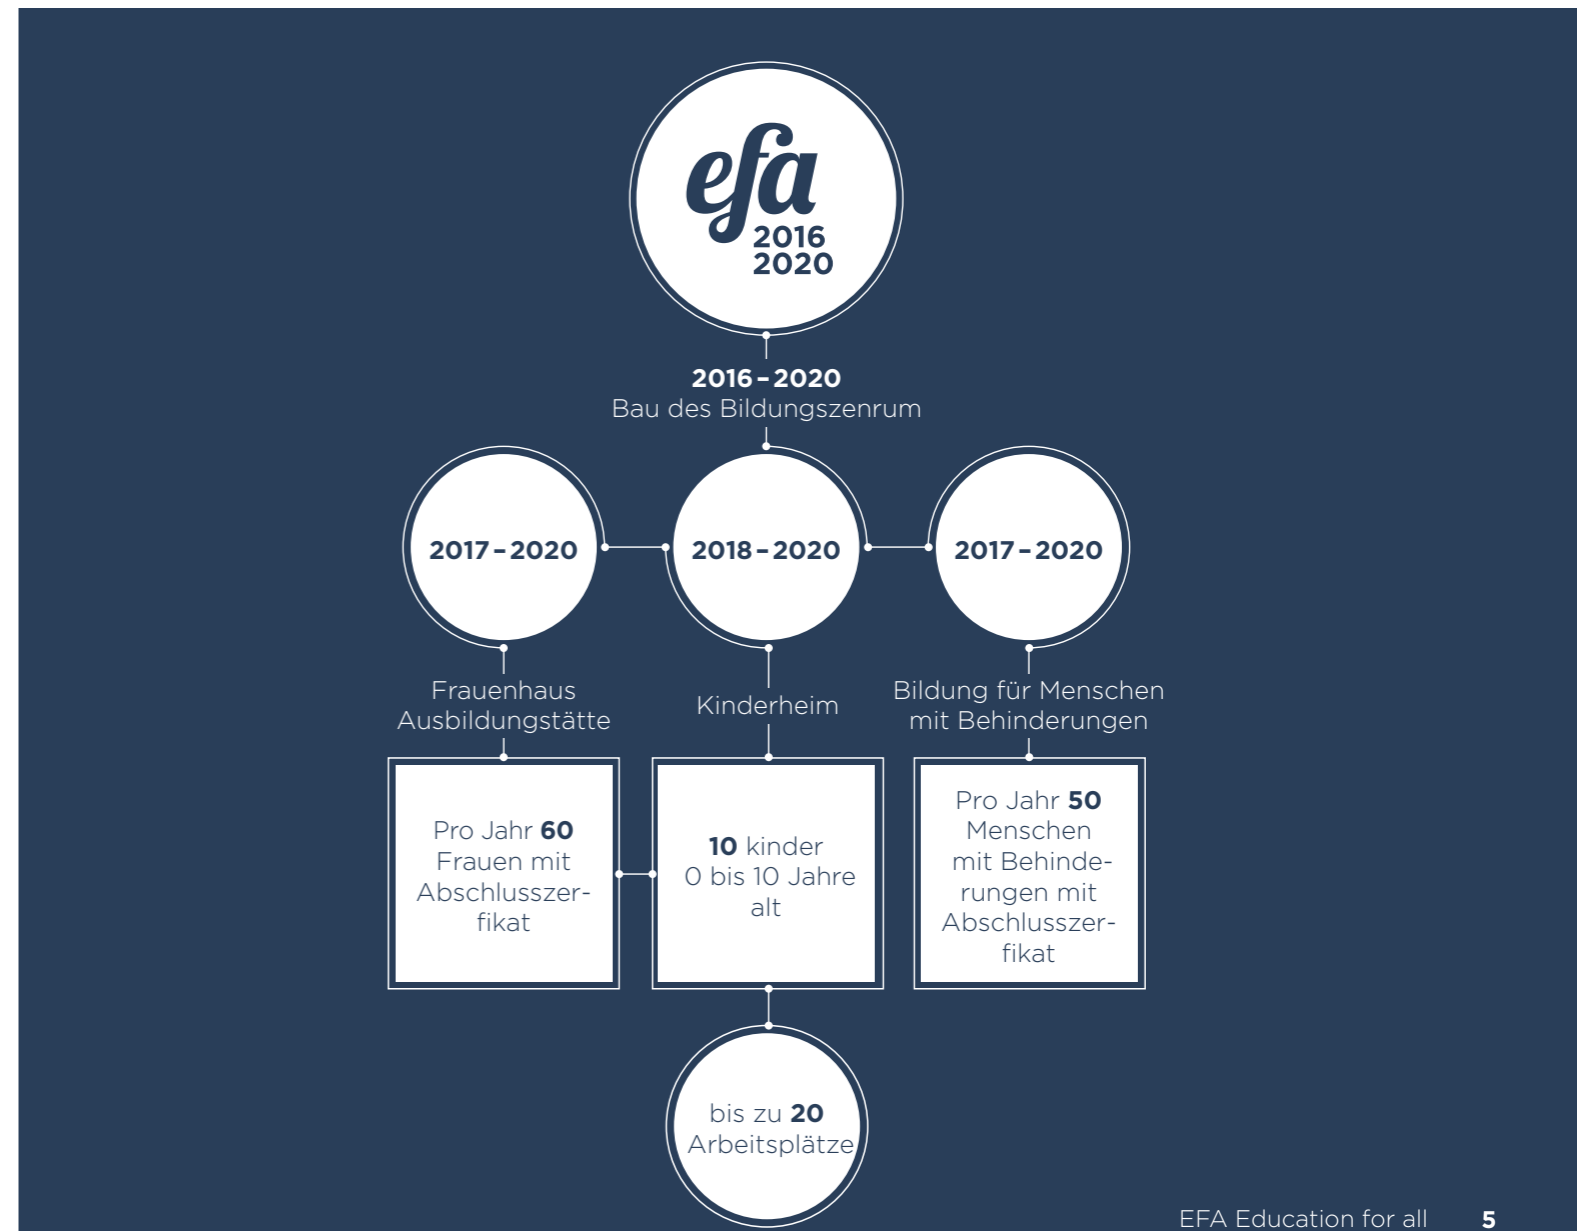 efa
2016
2020
2016 – 2020
Bau des Bildungszenrum
2017 – 2020
2018 – 2020
2017 – 2020
Frauenhaus
Ausbildungstätte
Kinderheim
Bildung für Menschen
mit Behinderungen
Pro Jahr 60
Frauen mit
Abschlusszer-
fikat
10 kinder
0 bis 10 Jahre
alt
Pro Jahr 50
Menschen
mit Behinde-
rungen mit
Abschlusszer-
fikat
bis zu 20
Arbeitsplätze
EFA Education for all 5